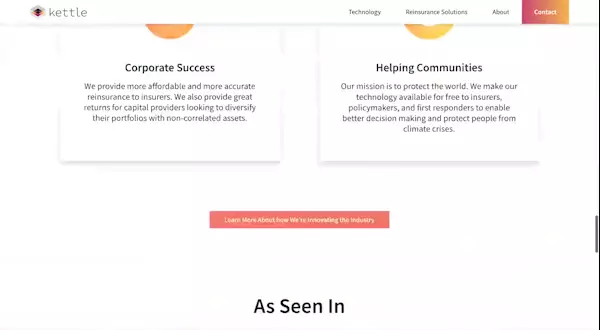 kettle
Technology
Reinsurance Solutions
About
Contact
Corporate Success
We provide more affordable and more accurate
reinsurance to insurers. We also provide great
returns for capital providers looking to diversify
their portfolios with non-correlated assets.
Helping Communities
Our mission is to protect the world. We make our
technology available for free to insurers,
policymakers, and first responders to enable
better decision making and protect people from
climate crises.
Learn More About how We're Innovating the Industry
As Seen In